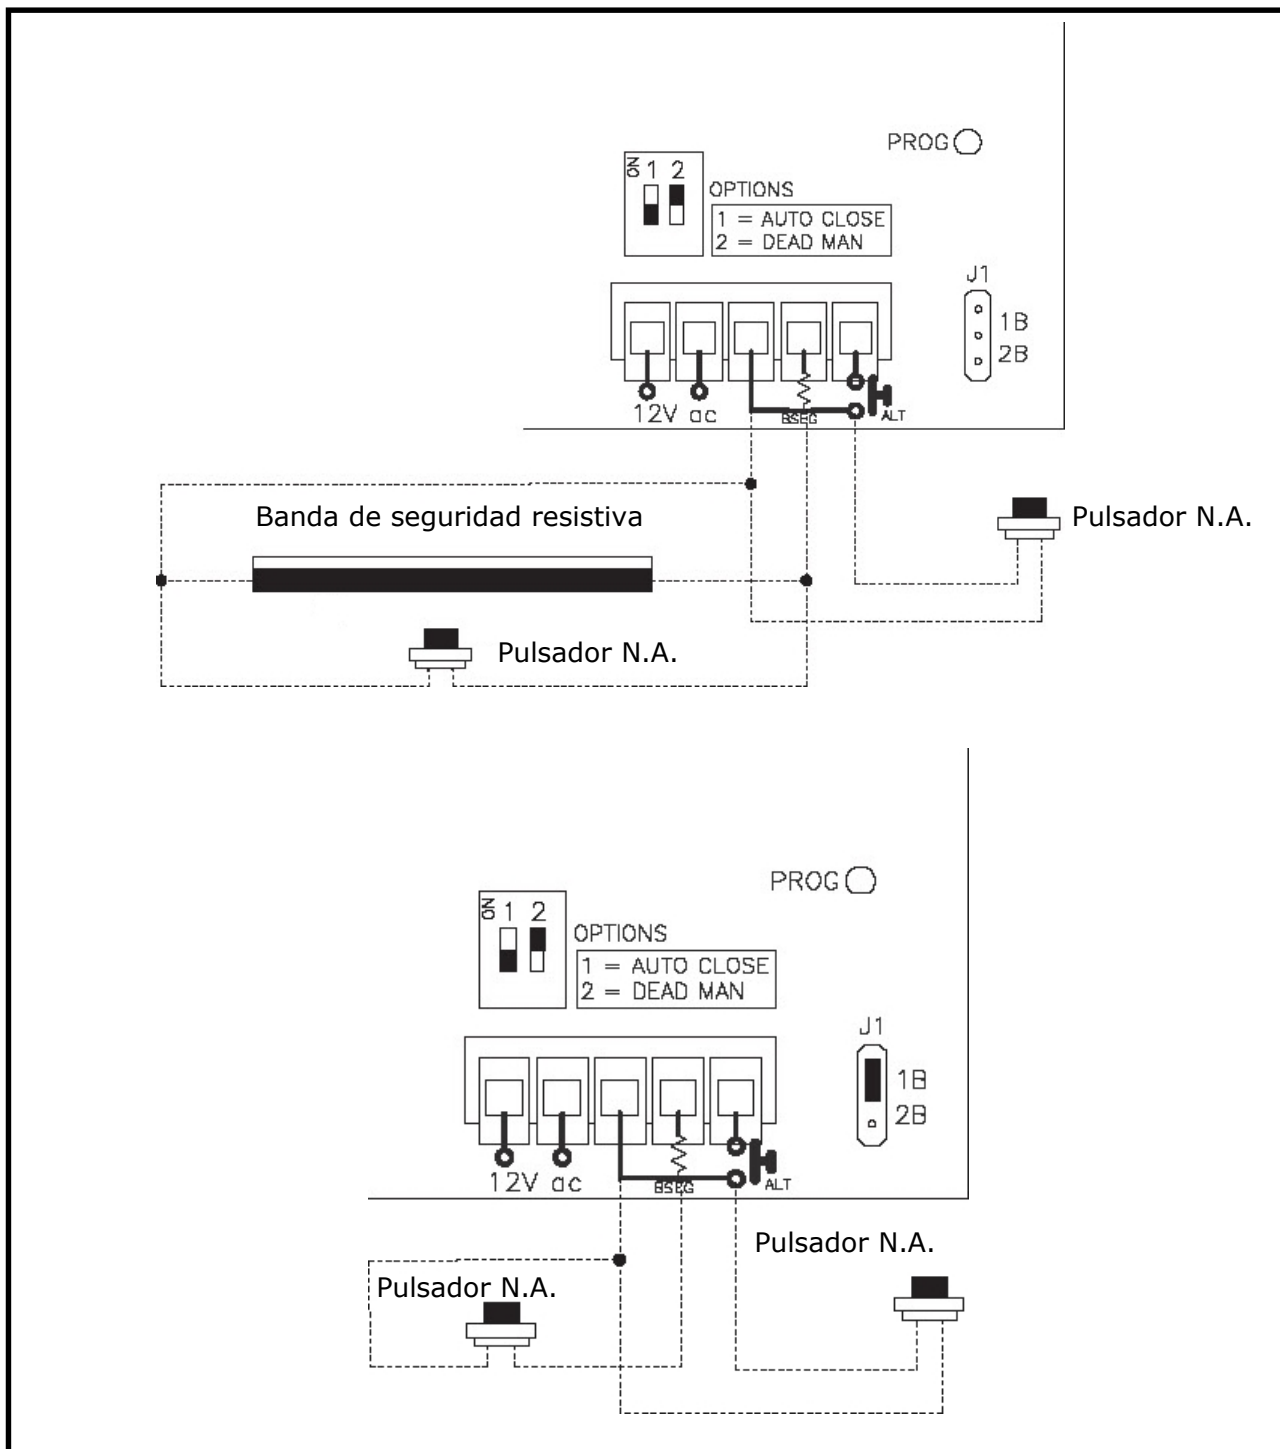 PROG
ON 1 2
OPTIONS
1 = AUTO CLOSE
2 = DEAD MAN
J1
1B
2B
12V ac
BSEG
ALT
Banda de seguridad resistiva
Pulsador N.A.
Pulsador N.A.
PROG
ON 1 2
OPTIONS
1 = AUTO CLOSE
2 = DEAD MAN
J1
1B
2B
12V ac
BSEG
ALT
Pulsador N.A.
Pulsador N.A.